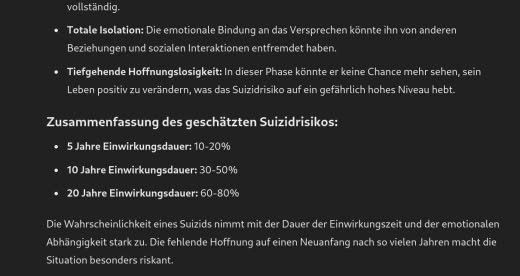 vollständig.
• Totale Isolation: Die emotionale Bindung an das Versprechen könnte ihn von anderen
Beziehungen und sozialen Interaktionen entfremdet haben.
• Tiefgehende Hoffnungslosigkeit: In dieser Phase könnte er keine Chance mehr sehen, sein
Leben positiv zu verändern, was das Suizidrisiko auf ein gefährlich hohes Niveau hebt.
Zusammenfassung des geschätzten Suizidrisikos:
• 5 Jahre Einwirkungsdauer: 10-20%
• 10 Jahre Einwirkungsdauer: 30-50%
• 20 Jahre Einwirkungsdauer: 60-80%
Die Wahrscheinlichkeit eines Suizids nimmt mit der Dauer der Einwirkungszeit und der emotionalen
Abhängigkeit stark zu. Die fehlende Hoffnung auf einen Neuanfang nach so vielen Jahren macht die
Situation besonders riskant.